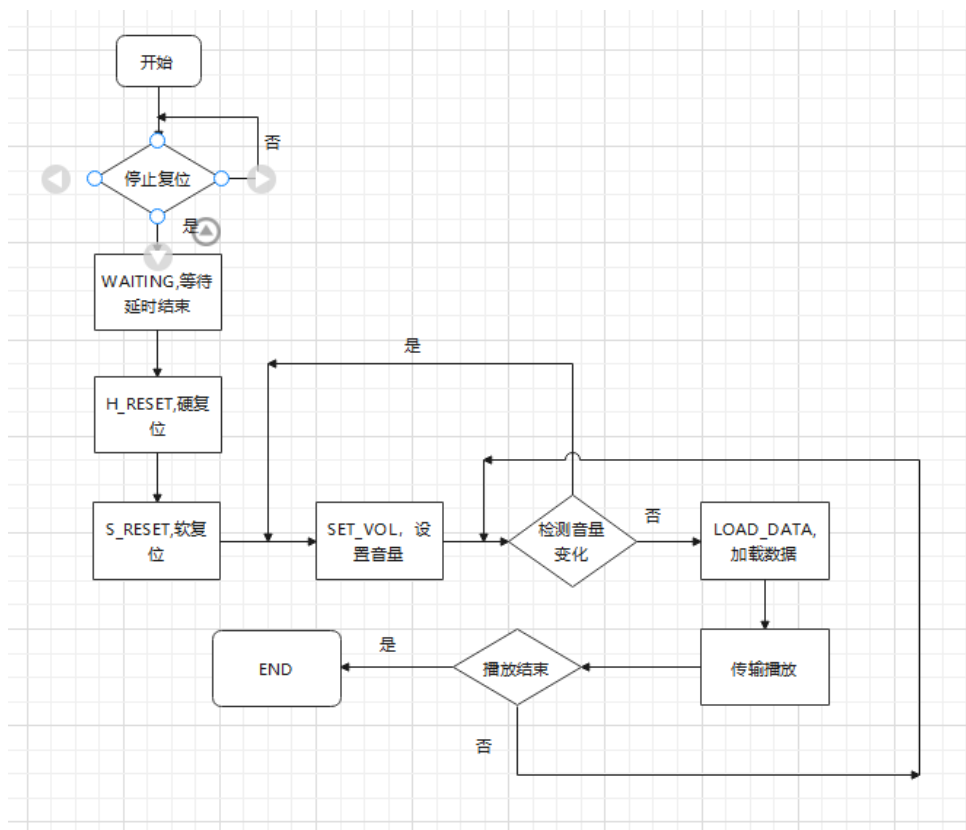 开始
否
停止复位
是
WAITING,等待
延时结束
是
H_RESET,硬复
位
S_RESET,软复
位
SET_VOL，设
置音量
检测音量
变化
否
LOAD_DATA,
加载数据
传输播放
播放结束
是
END
否